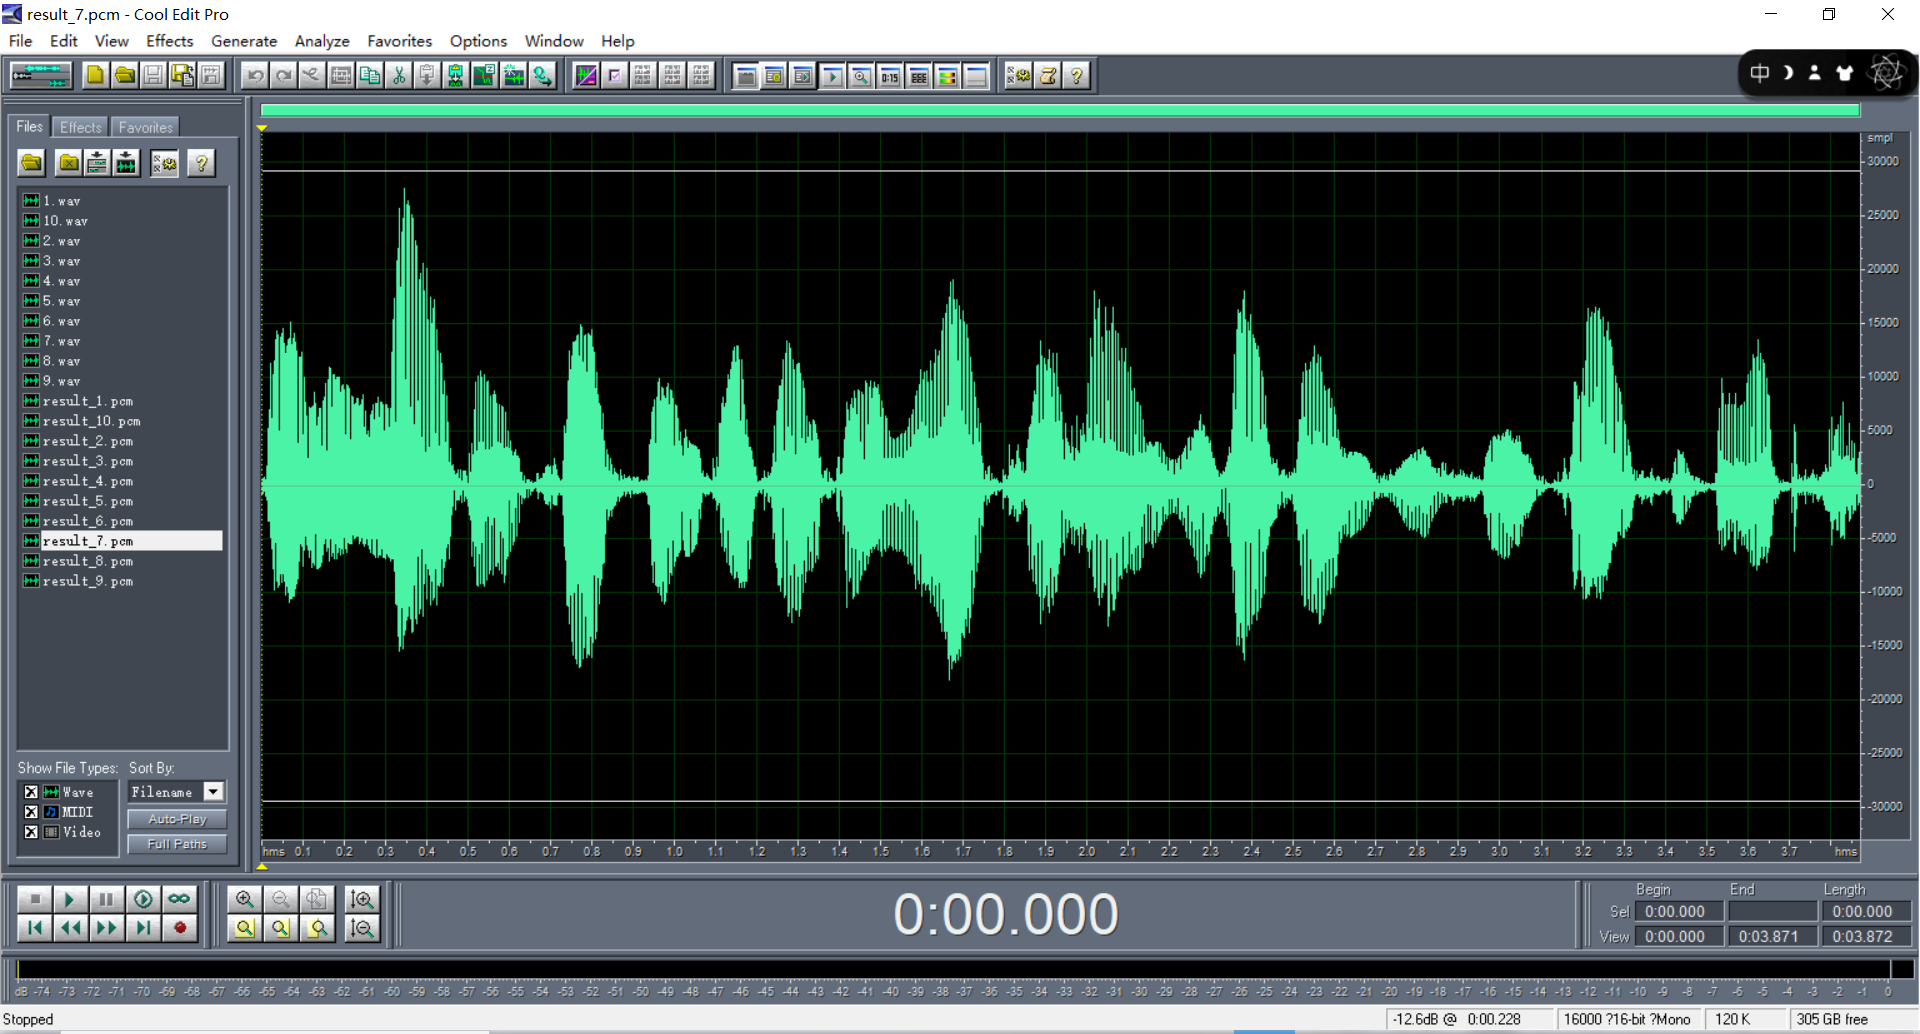 result_7.pcm - Cool Edit Pro
File Edit View Effects Generate Analyze Favorites Options Window Help
0:15
中
Files Effects Favorites
1.wav
10.wav
2.wav
3.wav
4.wav
5.wav
6.wav
7.wav
8.wav
9.wav
result_1.pcm
result_10.pcm
result_2.pcm
result_3.pcm
result_4.pcm
result_5.pcm
result_6.pcm
result_7.pcm
result_8.pcm
result_9.pcm
Show File Types: Sort By:
Wave Filename
MIDI Auto-Play
Video Full Paths
smpl
30000
25000
20000
15000
10000
5000
0
-5000
-10000
-15000
-20000
-25000
-30000
hms 0.1 0.2 0.3 0.4 0.5 0.6 0.7 0.8 0.9 1.0 1.1 1.2 1.3 1.4 1.5 1.6 1.7 1.8 1.9 2.0 2.1 2.2 2.3 2.4 2.5 2.6 2.7 2.8 2.9 3.0 3.1 3.2 3.3 3.4 3.5 3.6 3.7 hms
0:00.000
Begin End Length
Sel 0:00.000 0:00.000
View 0:00.000 0:03.871 0:03.872
dB -74 -73 -72 -71 -70 -69 -68 -67 -66 -65 -64 -63 -62 -61 -60 -59 -58 -57 -56 -55 -54 -53 -52 -51 -50 -49 -48 -47 -46 -45 -44 -43 -42 -41 -40 -39 -38 -37 -36 -35 -34 -33 -32 -31 -30 -29 -28 -27 -26 -25 -24 -23 -22 -21 -20 -19 -18 -17 -16 -15 -14 -13 -12 -11 -10 -9 -8 -7 -6 -5 -4 -3 -2 -1 0
Stopped -12.6dB @ 0:00.228 16000 ?16-bit ?Mono 120 K 305 GB free